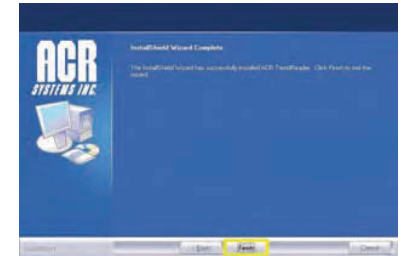 ACR
SYSTEMS INC.
InstallShield Wizard Complete
The InstallShield Wizard has successfully installed ACR TrendReader. Click Finish to exit the
wizard.
Finish
Cancel